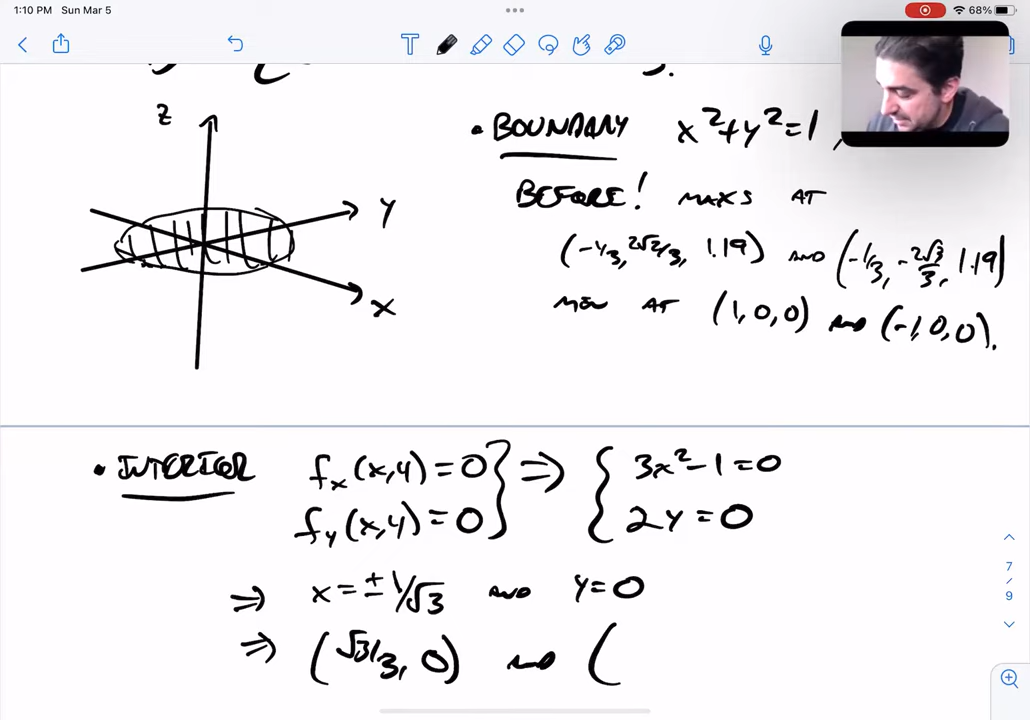 1:10 PM Sun Mar 5
68%
T
z
y
x
• BOUNDARY x²+y²=1,
BEFORE! MAXS AT
(-1/3, 2√2/3, 1.19) AND (-1/3, -2√3/3, 1.19)
MIN AT (1,0,0) AND (-1,0,0).
• INTERIOR fx(x,y)=0 } ⇒ { 3x²-1=0
fy(x,y)=0 2y=0
⇒ x=±1/√3 AND y=0
⇒ (√3/3, 0) AND (
7
/
9